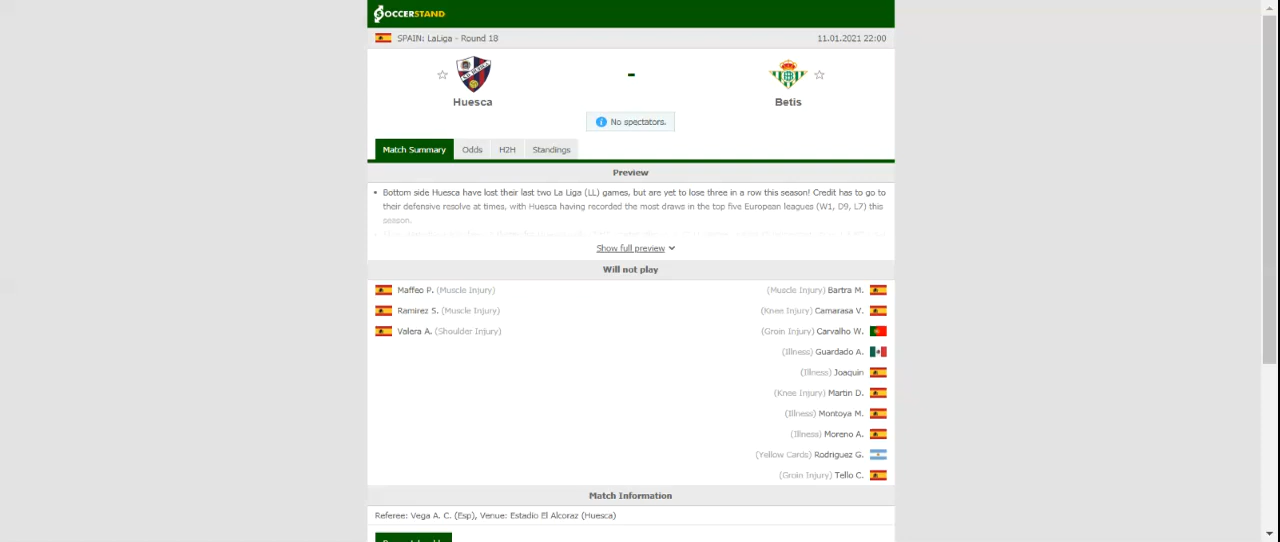 SOCCERSTAND
SPAIN: LaLiga - Round 18
11.01.2021 22:00
-
Huesca
Betis
No spectators.
Match Summary
Odds
H2H
Standings
Preview
Bottom side Huesca have lost their last two La Liga (LL) games, but are yet to lose three in a row this season! Credit has to go to
their defensive resolve at times, with Huesca having recorded the most draws in the top five European leagues (W1, D9, L7) this
season.
Show full preview
Will not play
Maffeo P. (Muscle Injury)
(Muscle Injury) Bartra M.
Ramirez S. (Muscle Injury)
(Knee Injury) Camarasa V.
Valera A. (Shoulder Injury)
(Groin Injury) Carvalho W.
(Illness) Guardado A.
(Illness) Joaquin
(Knee Injury) Martin D.
(Illness) Montoya M.
(Illness) Moreno A.
(Yellow Cards) Rodriguez G.
(Groin Injury) Tello C.
Match Information
Referee: Vega A. C. (Esp), Venue: Estadio El Alcoraz (Huesca)